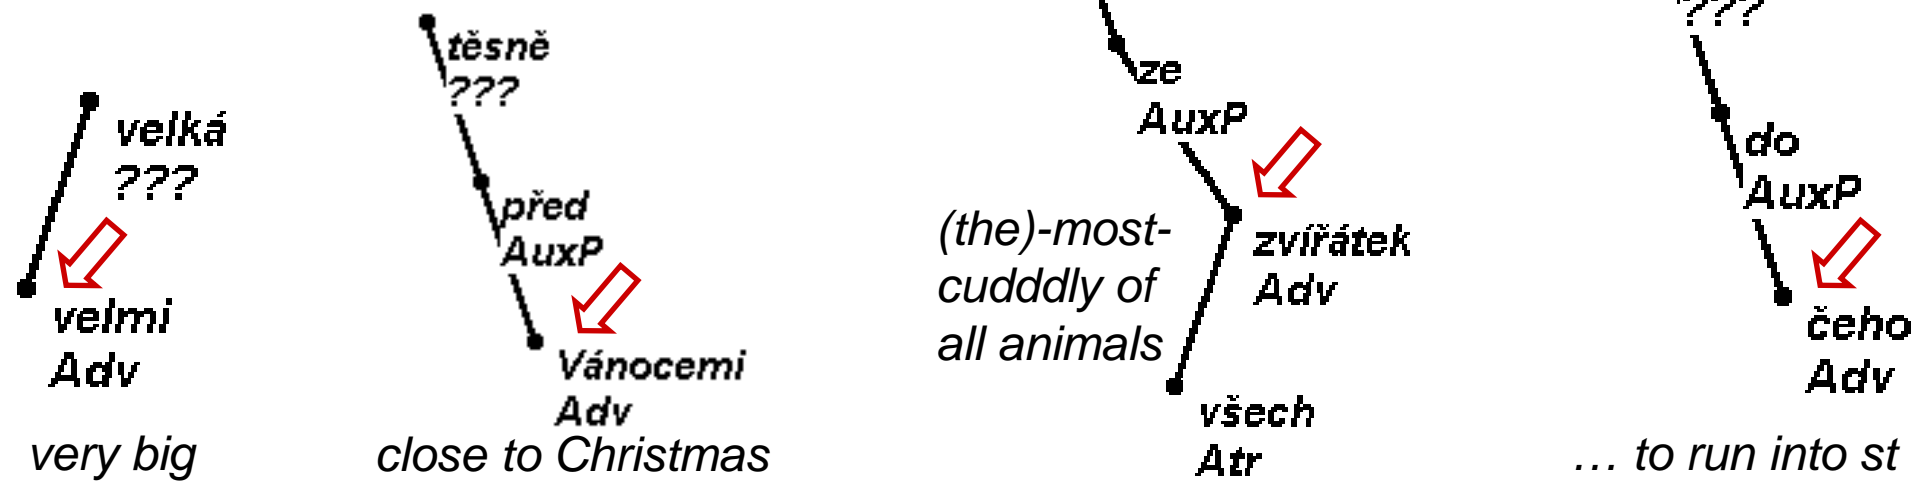 velká
???
velmi
Adv
very big
těsně
???
před
AuxP
Vánocemi
Adv
close to Christmas
ze
AuxP
zvířátek
Adv
všech
Atr
(the)-most-
cudddly of
all animals
???
do
AuxP
čeho
Adv
… to run into st